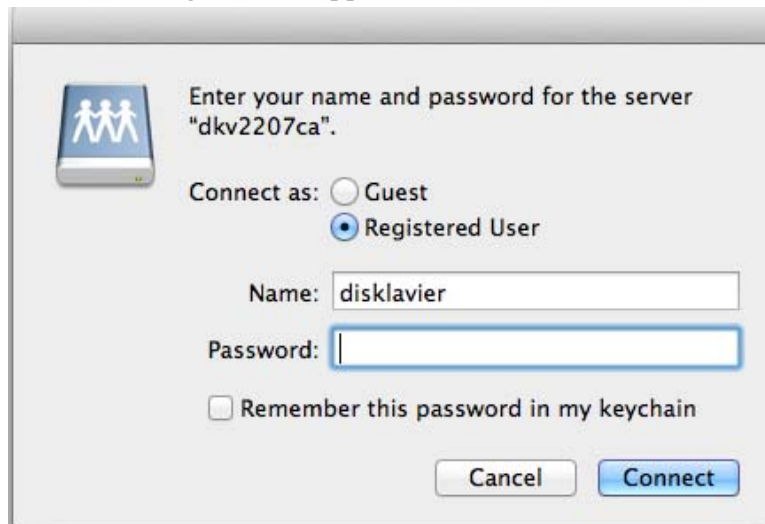 Enter your name and password for the server
“dkv2207ca”.
Connect as: Guest
Registered User
Name: disklavier
Password:
Remember this password in my keychain
Cancel Connect